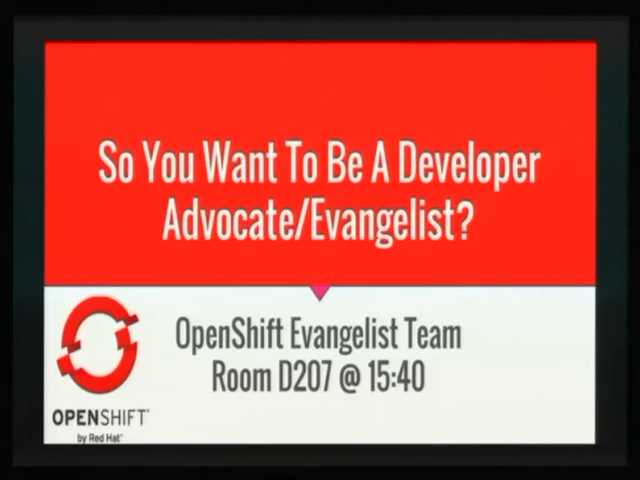 So You Want To Be A Developer
Advocate/Evangelist?
OpenShift Evangelist Team
Room D207 @ 15:40
OPENSHIFT
by Red Hat®